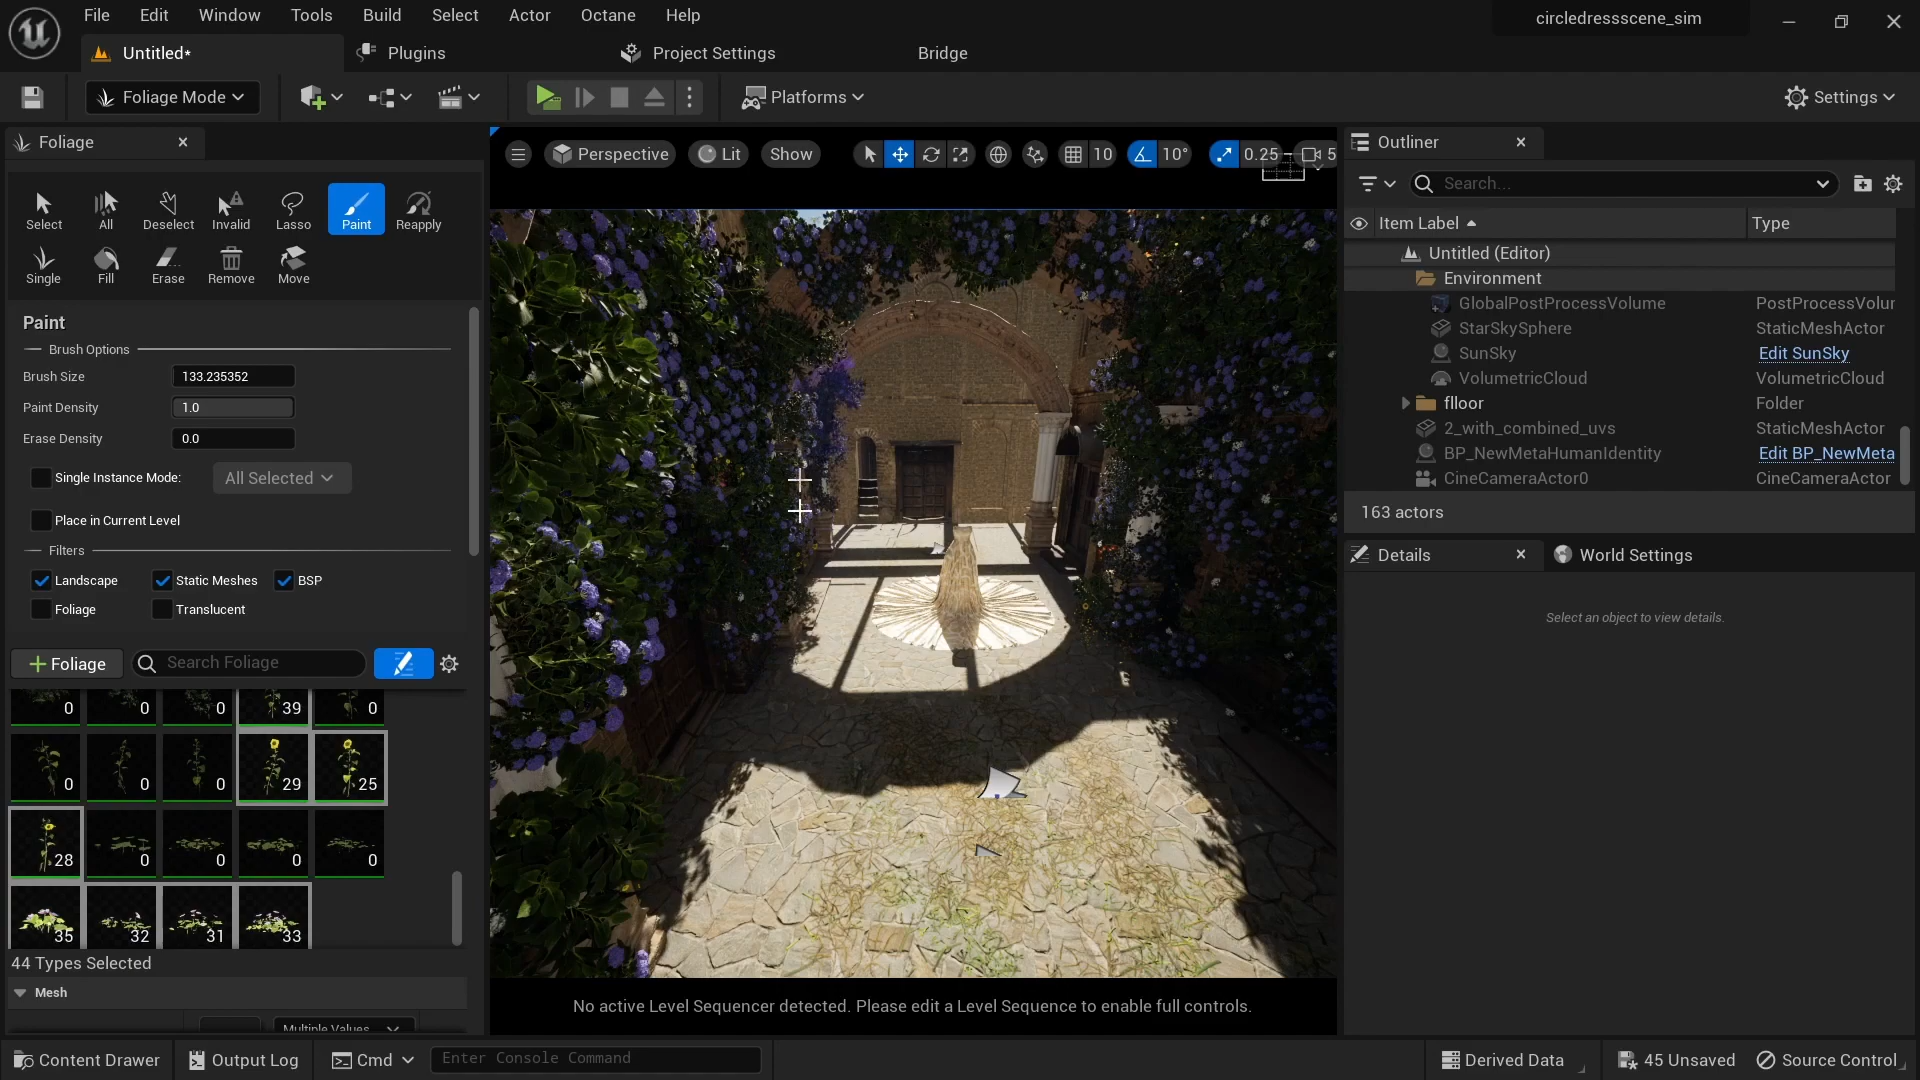 File Edit Window Tools Build Select Actor Octane Help
circledressscene_sim
Untitled*
Plugins
Project Settings
Bridge
Foliage Mode
Platforms
Settings
Foliage
Select All Deselect Invalid Lasso Paint Reapply
Single Fill Erase Remove Move
Paint
Brush Options
Brush Size 133.235352
Paint Density 1.0
Erase Density 0.0
Single Instance Mode: All Selected
Place in Current Level
Filters
Landscape Static Meshes BSP
Foliage Translucent
+ Foliage Search Foliage
0 0 0 39 0
0 0 0 29 25
28 0 0 0 0
35 32 31 33
44 Types Selected
Mesh
Multiple Values
Perspective Lit Show 10 10° 0.25 5
No active Level Sequencer detected. Please edit a Level Sequence to enable full controls.
Outliner
Search...
Item Label Type
Untitled (Editor)
Environment
GlobalPostProcessVolume PostProcessVolur
StarSkySphere StaticMeshActor
SunSky Edit SunSky
VolumetricCloud VolumetricCloud
flloor Folder
2_with_combined_uvs StaticMeshActor
BP_NewMetaHumanIdentity Edit BP_NewMeta
CineCameraActor0 CineCameraActor
163 actors
Details
World Settings
Select an object to view details.
Content Drawer Output Log Cmd Enter Console Command
Derived Data 45 Unsaved Source Control